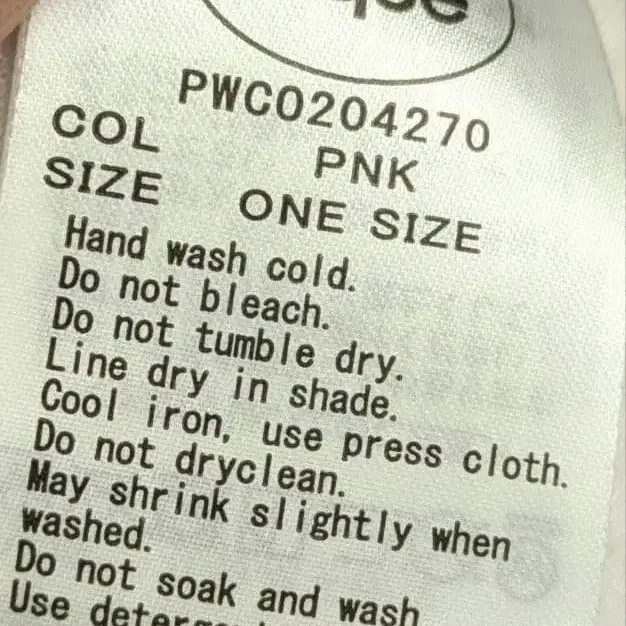 PWC0204270
COL PNK
SIZE ONE SIZE
Hand wash cold.
Do not bleach.
Do not tumble dry.
Line dry in shade.
Cool iron, use press cloth.
Do not dryclean.
May shrink slightly when
washed.
Do not soak and wash
Use